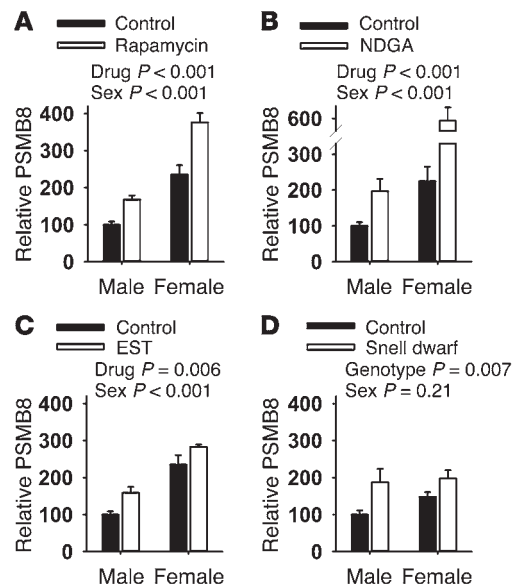 A
Control
Rapamycin
Drug P < 0.001
Sex P < 0.001
Relative PSMB8
400
300
200
100
0
Male Female
B
Control
NDGA
Drug P < 0.001
Sex P < 0.001
Relative PSMB8
600
300
200
100
0
Male Female
C
Control
EST
Drug P = 0.006
Sex P < 0.001
Relative PSMB8
400
300
200
100
0
Male Female
D
Control
Snell dwarf
Genotype P = 0.007
Sex P = 0.21
Relative PSMB8
400
300
200
100
0
Male Female